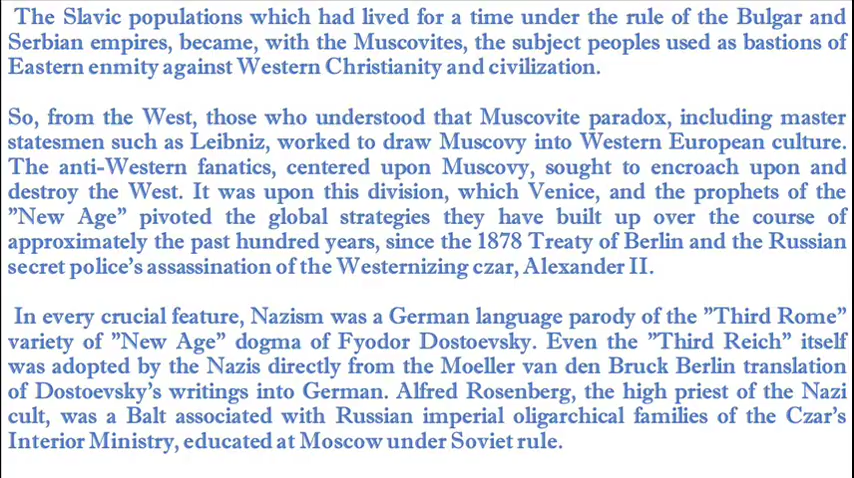 The Slavic populations which had lived for a time under the rule of the Bulgar and
Serbian empires, became, with the Muscovites, the subject peoples used as bastions of
Eastern enmity against Western Christianity and civilization.
So, from the West, those who understood that Muscovite paradox, including master
statesmen such as Leibniz, worked to draw Muscovy into Western European culture.
The anti-Western fanatics, centered upon Muscovy, sought to encroach upon and
destroy the West. It was upon this division, which Venice, and the prophets of the
”New Age” pivoted the global strategies they have built up over the course of
approximately the past hundred years, since the 1878 Treaty of Berlin and the Russian
secret police’s assassination of the Westernizing czar, Alexander II.
In every crucial feature, Nazism was a German language parody of the ”Third Rome”
variety of ”New Age” dogma of Fyodor Dostoevsky. Even the ”Third Reich” itself
was adopted by the Nazis directly from the Moeller van den Bruck Berlin translation
of Dostoevsky’s writings into German. Alfred Rosenberg, the high priest of the Nazi
cult, was a Balt associated with Russian imperial oligarchical families of the Czar’s
Interior Ministry, educated at Moscow under Soviet rule.